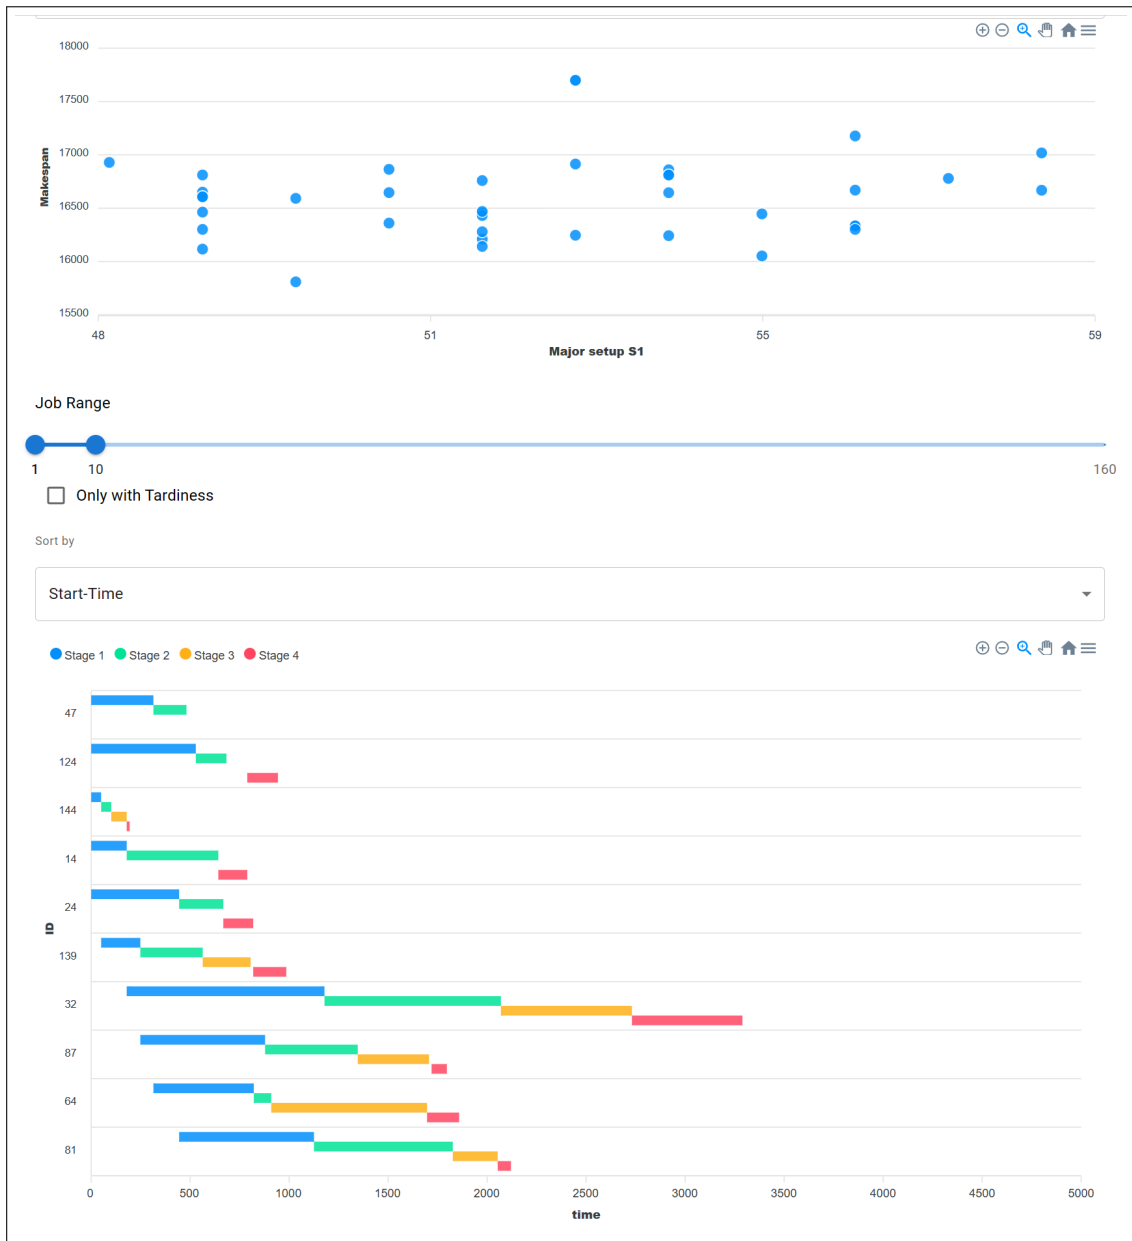 18000
17500
17000
16500
16000
15500
Makespan
48 51 55 59
Major setup S1
Job Range
1 10 160
Only with Tardiness
Sort by
Start-Time
Stage 1 Stage 2 Stage 3 Stage 4
47
124
144
14
24
139
32
87
64
81
ID
0 500 1000 1500 2000 2500 3000 3500 4000 4500 5000
time